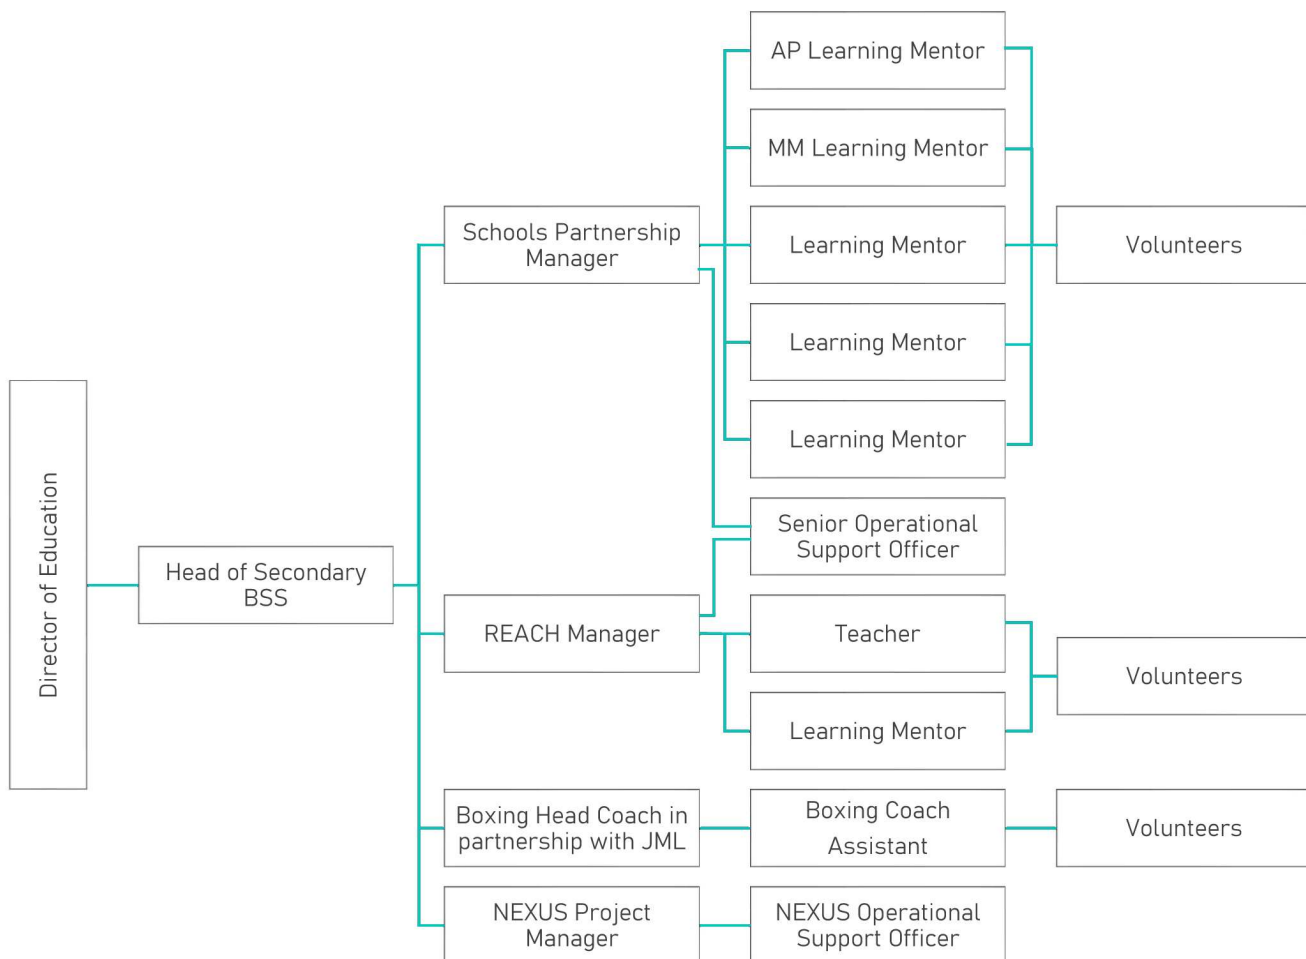 Director of Education
Head of Secondary
BSS
Schools Partnership
Manager
REACH Manager
Boxing Head Coach in
partnership with JML
NEXUS Project
Manager
AP Learning Mentor
MM Learning Mentor
Learning Mentor
Learning Mentor
Learning Mentor
Senior Operational
Support Officer
Teacher
Learning Mentor
Boxing Coach
Assistant
NEXUS Operational
Support Officer
Volunteers
Volunteers
Volunteers